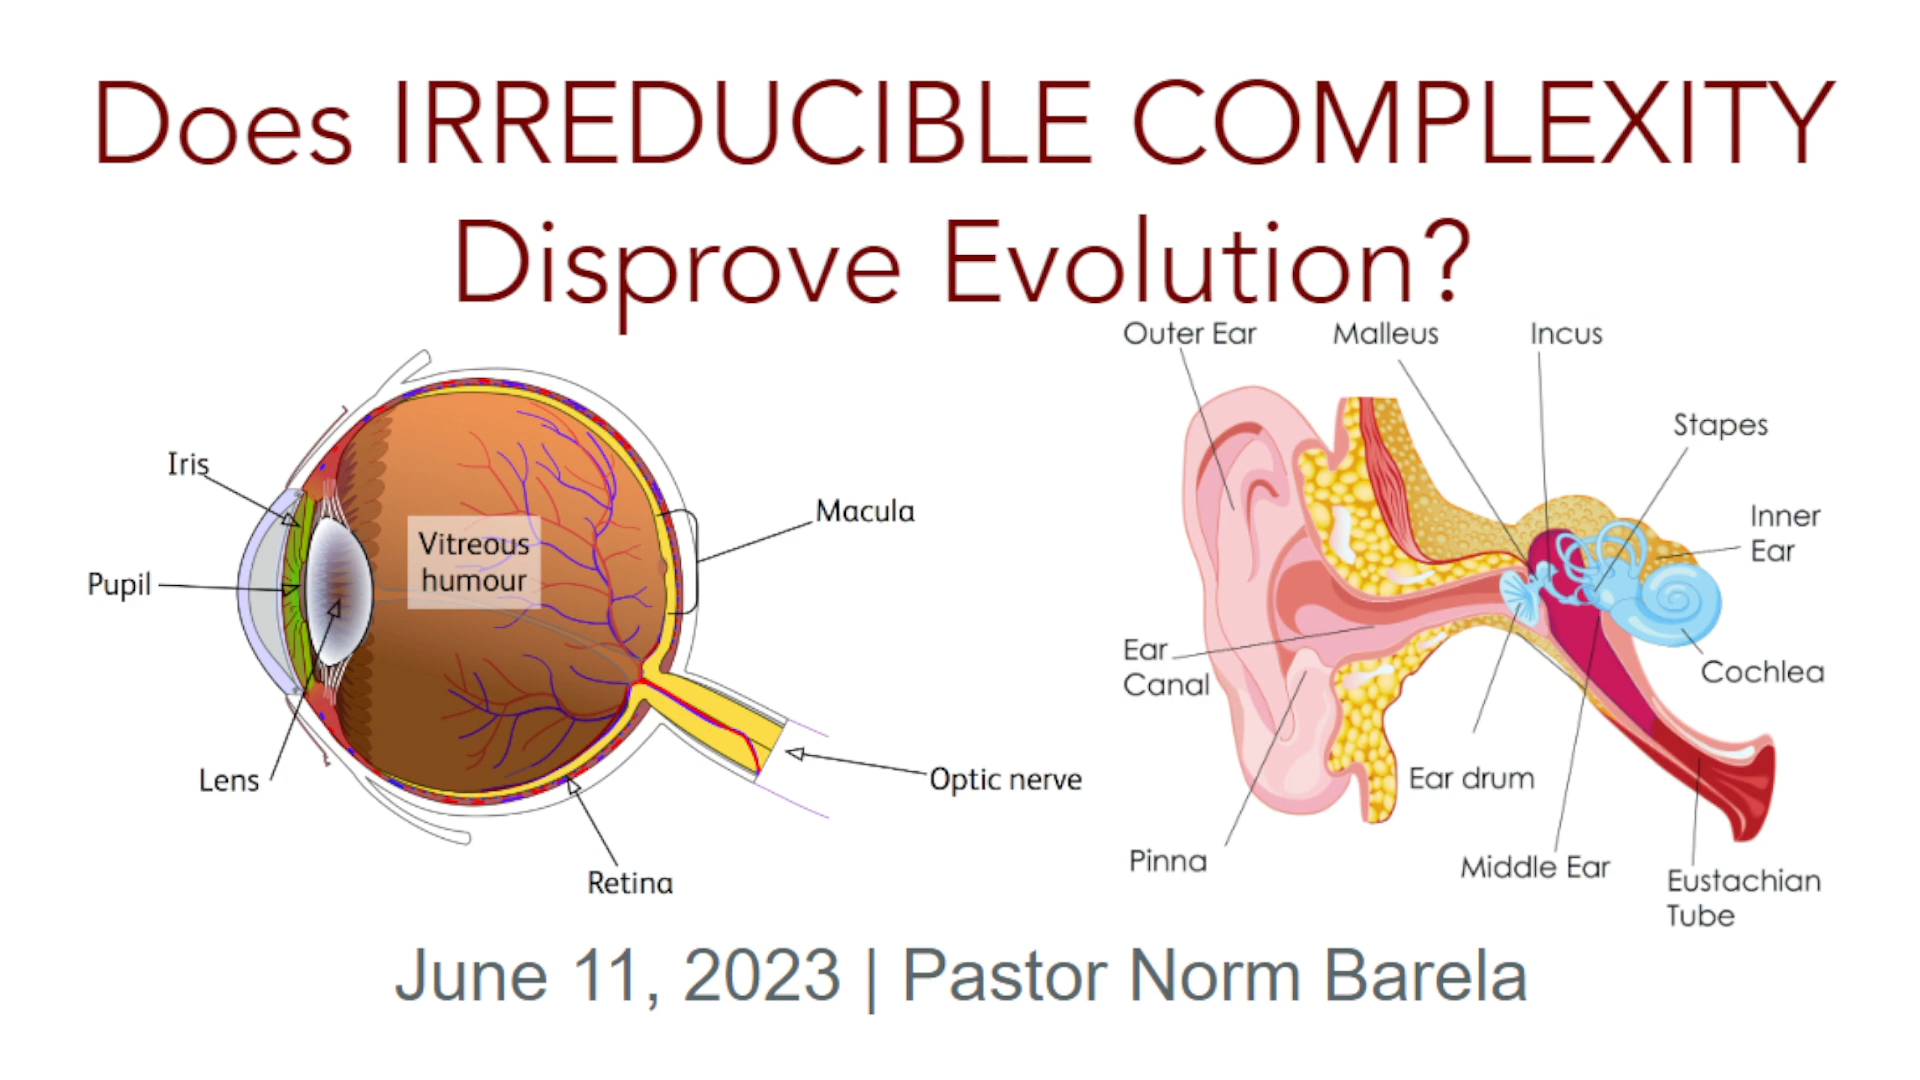 Does IRREDUCIBLE COMPLEXITY
Disprove Evolution?
Iris
Pupil
Lens
Vitreous
humour
Macula
Optic nerve
Retina
Outer Ear
Malleus
Incus
Stapes
Inner
Ear
Cochlea
Ear
Canal
Ear drum
Pinna
Middle Ear
Eustachian
Tube
June 11, 2023 | Pastor Norm Barela